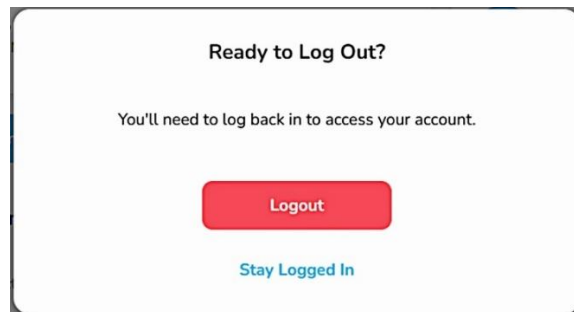 Ready to Log Out?
You'll need to log back in to access your account.
Logout
Stay Logged In